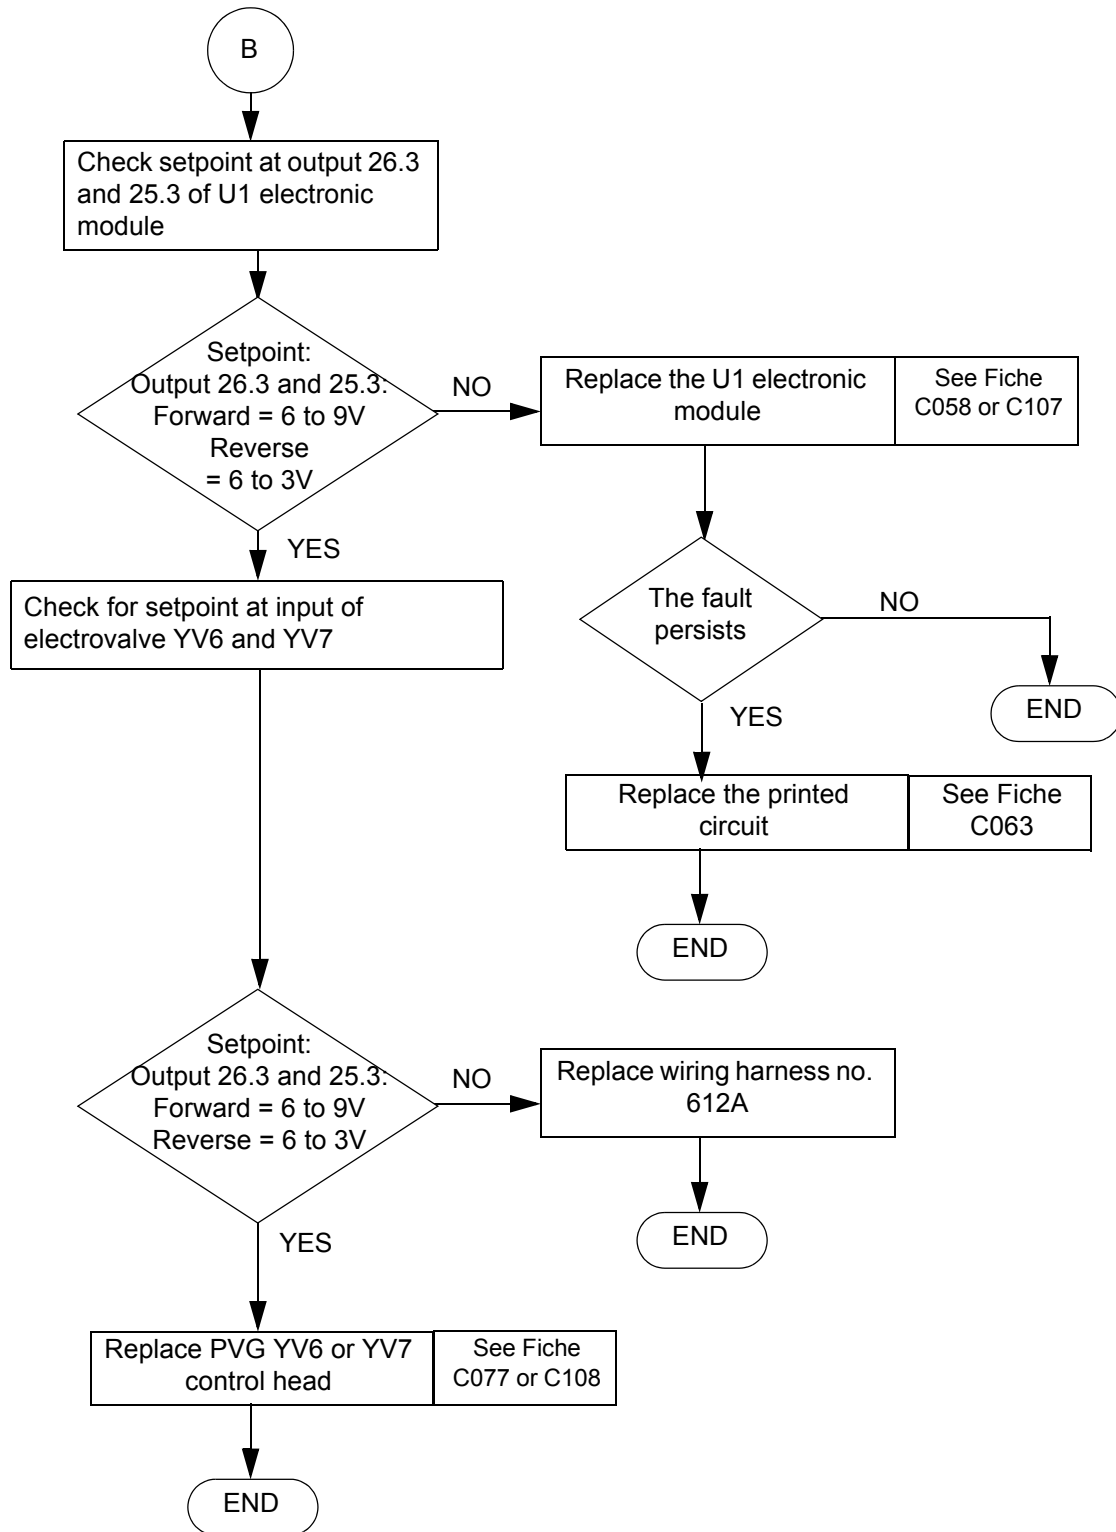 B
Check setpoint at output 26.3
and 25.3 of U1 electronic
module
Setpoint:
Output 26.3 and 25.3:
Forward = 6 to 9V
Reverse
= 6 to 3V
NO
Replace the U1 electronic
module
See Fiche
C058 or C107
YES
Check for setpoint at input of
electrovalve YV6 and YV7
The fault
persists
NO
END
YES
Replace the printed
circuit
See Fiche
C063
END
Setpoint:
Output 26.3 and 25.3:
Forward = 6 to 9V
Reverse = 6 to 3V
NO
Replace wiring harness no.
612A
END
YES
Replace PVG YV6 or YV7
control head
See Fiche
C077 or C108
END